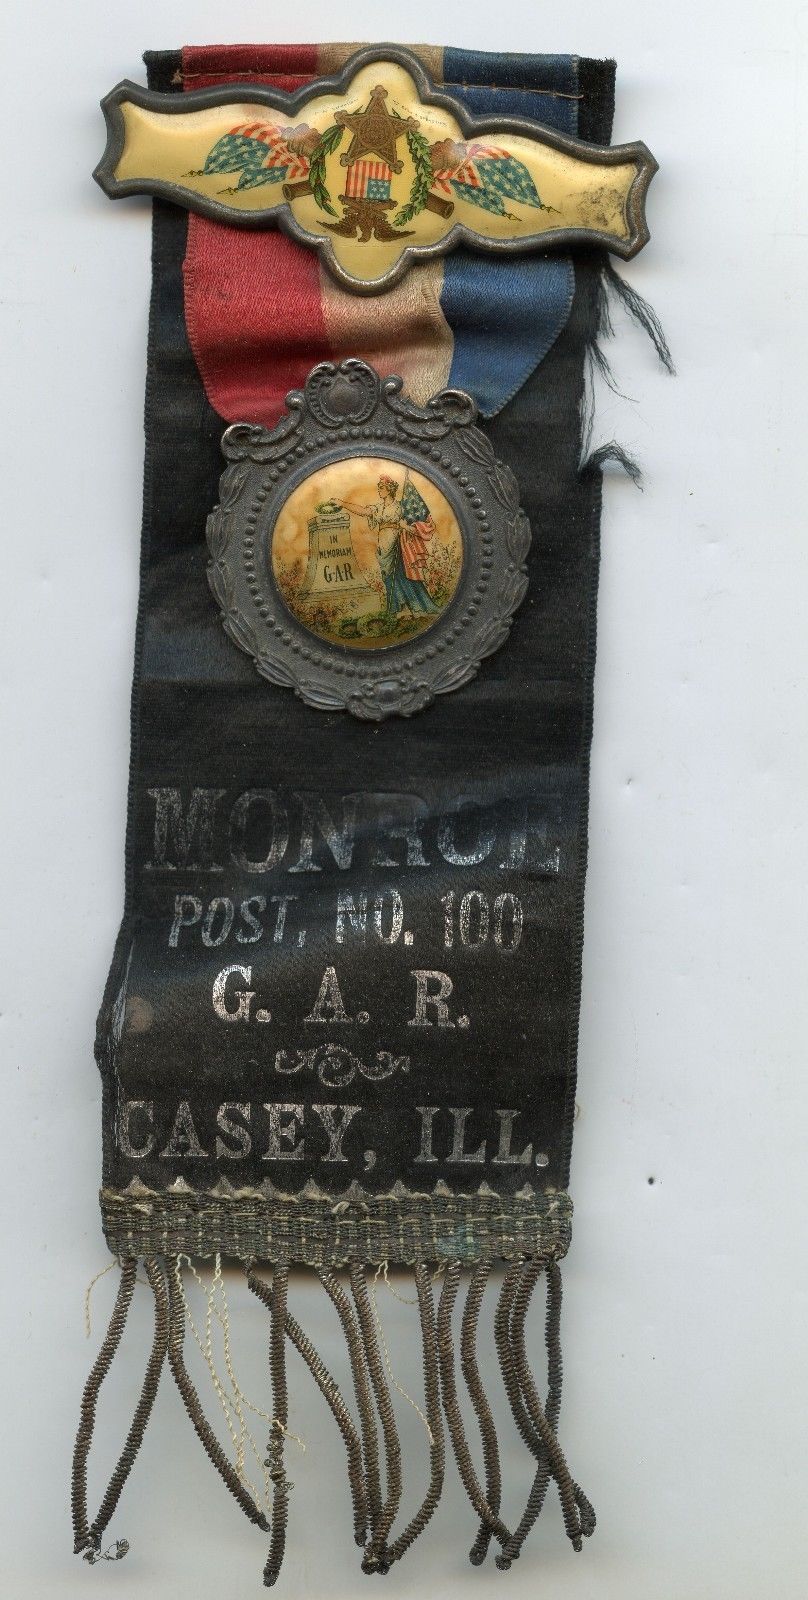 IN
MEMORIAM
G.A.R
MONROE
POST, NO. 100
G. A. R.
CASEY, ILL.